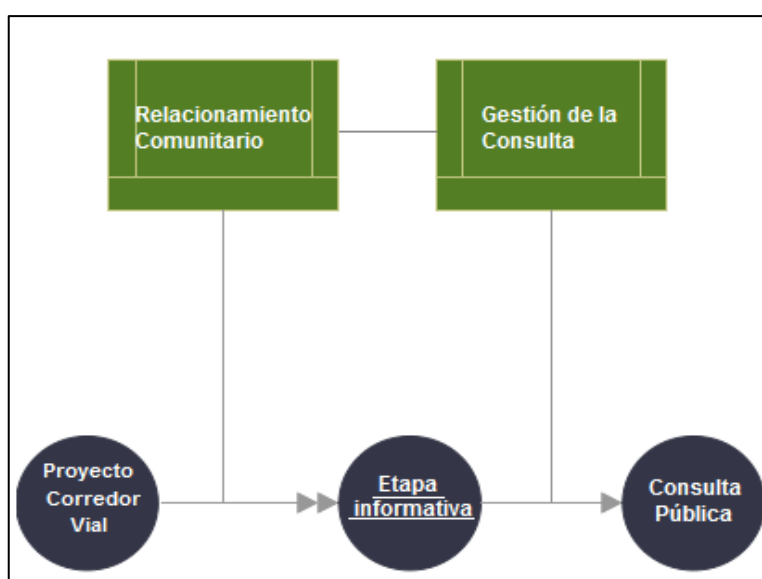 Relacionamiento
Comunitario
Gestión de la
Consulta
Proyecto
Corredor
Vial
Etapa
informativa
Consulta
Pública